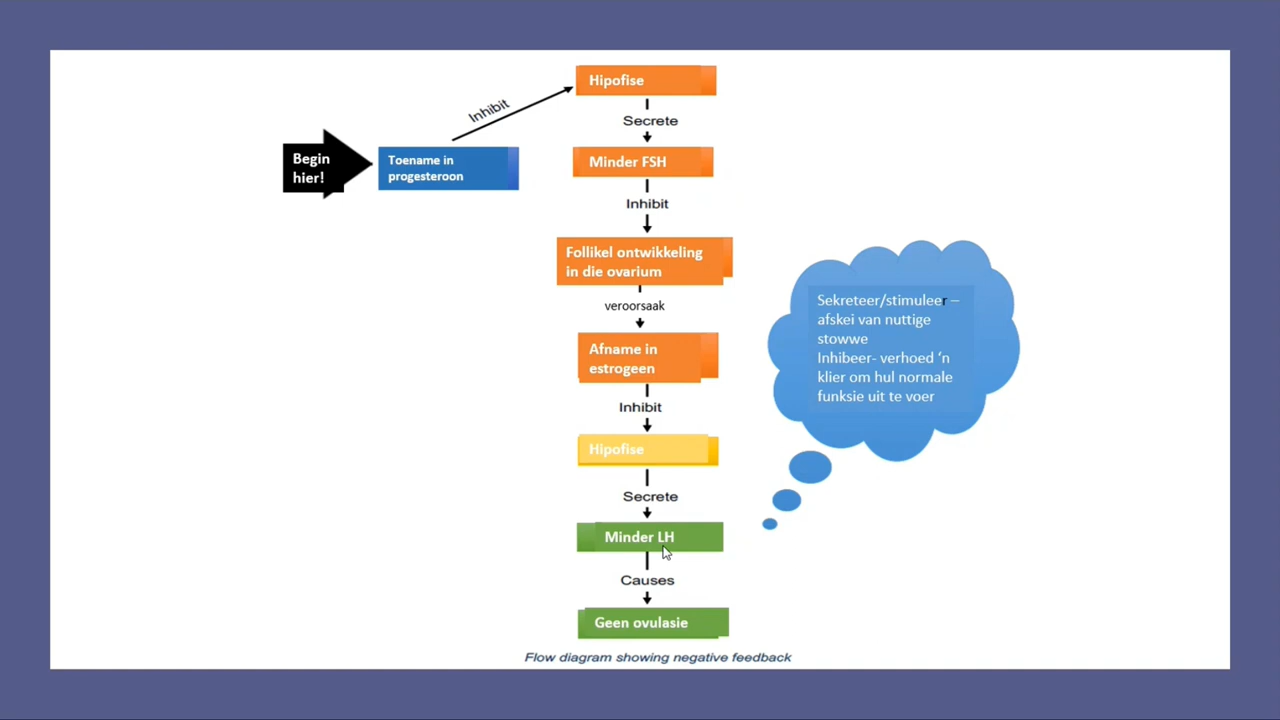 Hipofise
Inhibit
Secrete
Begin
hier!
Toename in
progesteroon
Minder FSH
Inhibit
Follikel ontwikkeling
in die ovarium
veroorsaak
Afname in
estrogeen
Inhibit
Hipofise
Secrete
Minder LH
Causes
Geen ovulasie
Sekreteer/stimuleer –
afskei van nuttige
stowwe
Inhibeer- verhoed ‘n
klier om hul normale
funksie uit te voer
Flow diagram showing negative feedback